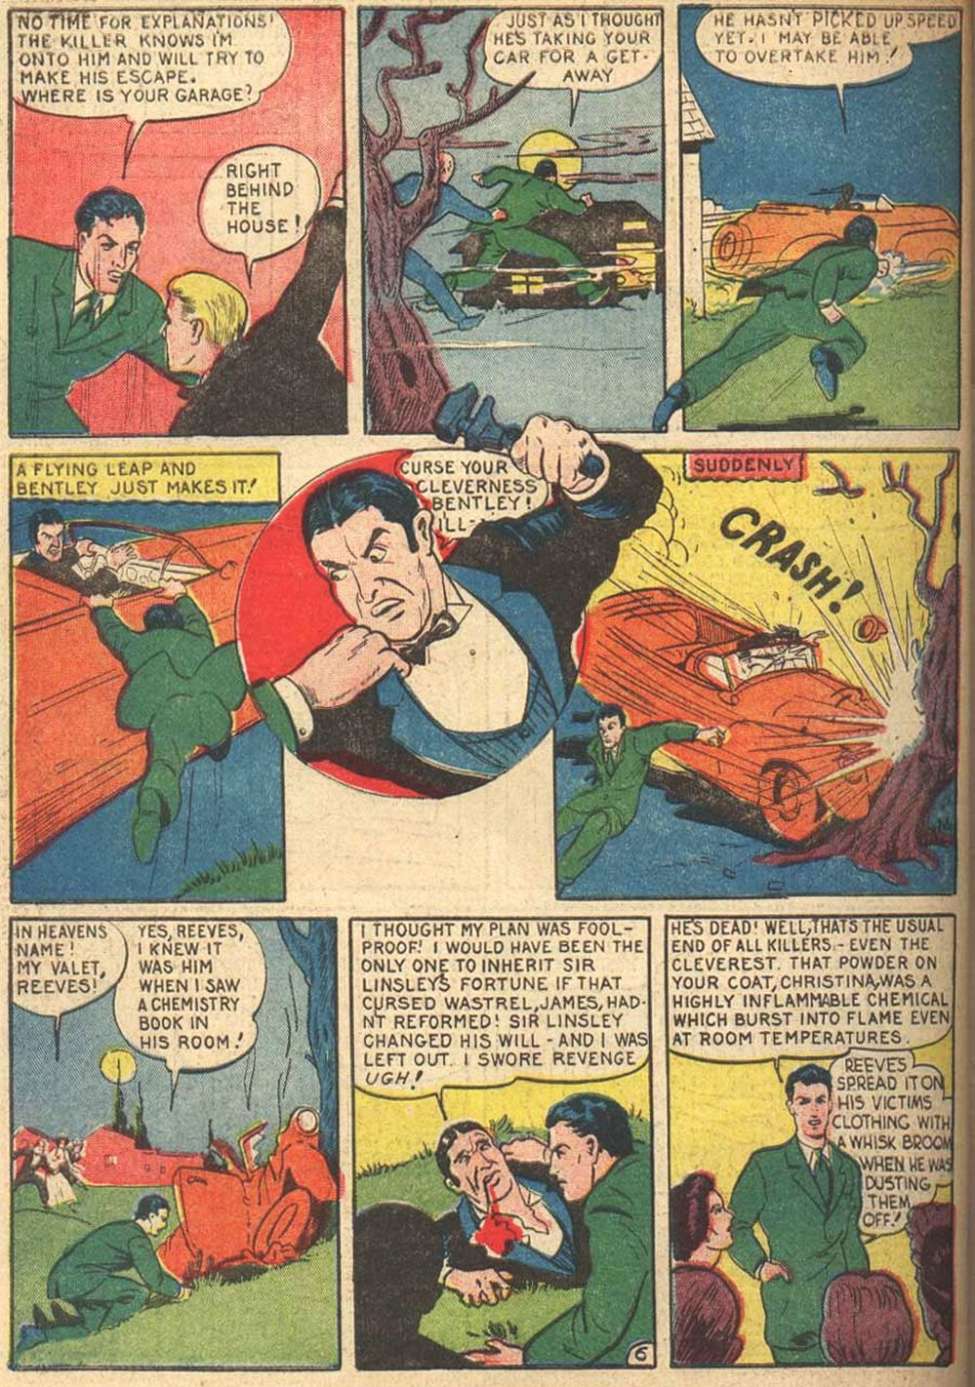 NO TIME FOR EXPLANATIONS!
THE KILLER KNOWS I'M
ONTO HIM AND WILL TRY TO
MAKE HIS ESCAPE.
WHERE IS YOUR GARAGE?
RIGHT
BEHIND
THE
HOUSE!
JUST AS I THOUGHT
HE'S TAKING YOUR
CAR FOR A GET-
AWAY
HE HASN'T PICKED UP SPEED
YET. I MAY BE ABLE
TO OVERTAKE HIM!
A FLYING LEAP AND
BENTLEY JUST MAKES IT!
CURSE YOUR
CLEVERNESS
BENTLEY!
I'LL-
SUDDENLY
CRASH!
IN HEAVENS
NAME!
MY VALET,
REEVES!
YES, REEVES,
I KNEW IT
WAS HIM
WHEN I SAW
A CHEMISTRY
BOOK IN
HIS ROOM!
I THOUGHT MY PLAN WAS FOOL-
PROOF! I WOULD HAVE BEEN THE
ONLY ONE TO INHERIT SIR
LINSLEY'S FORTUNE IF THAT
CURSED WASTREL, JAMES, HAD-
N'T REFORMED! SIR LINSLEY
CHANGED HIS WILL - AND I WAS
LEFT OUT. I SWORE REVENGE
UGH!
6
HE'S DEAD! WELL, THATS THE USUAL
END OF ALL KILLERS - EVEN THE
CLEVEREST. THAT POWDER ON
YOUR COAT, CHRISTINA, WAS A
HIGHLY INFLAMMABLE CHEMICAL
WHICH BURST INTO FLAME EVEN
AT ROOM TEMPERATURES.
REEVES
SPREAD IT ON
HIS VICTIMS
CLOTHING WITH
A WHISK BROOM
WHEN HE WAS
DUSTING
THEM
OFF!